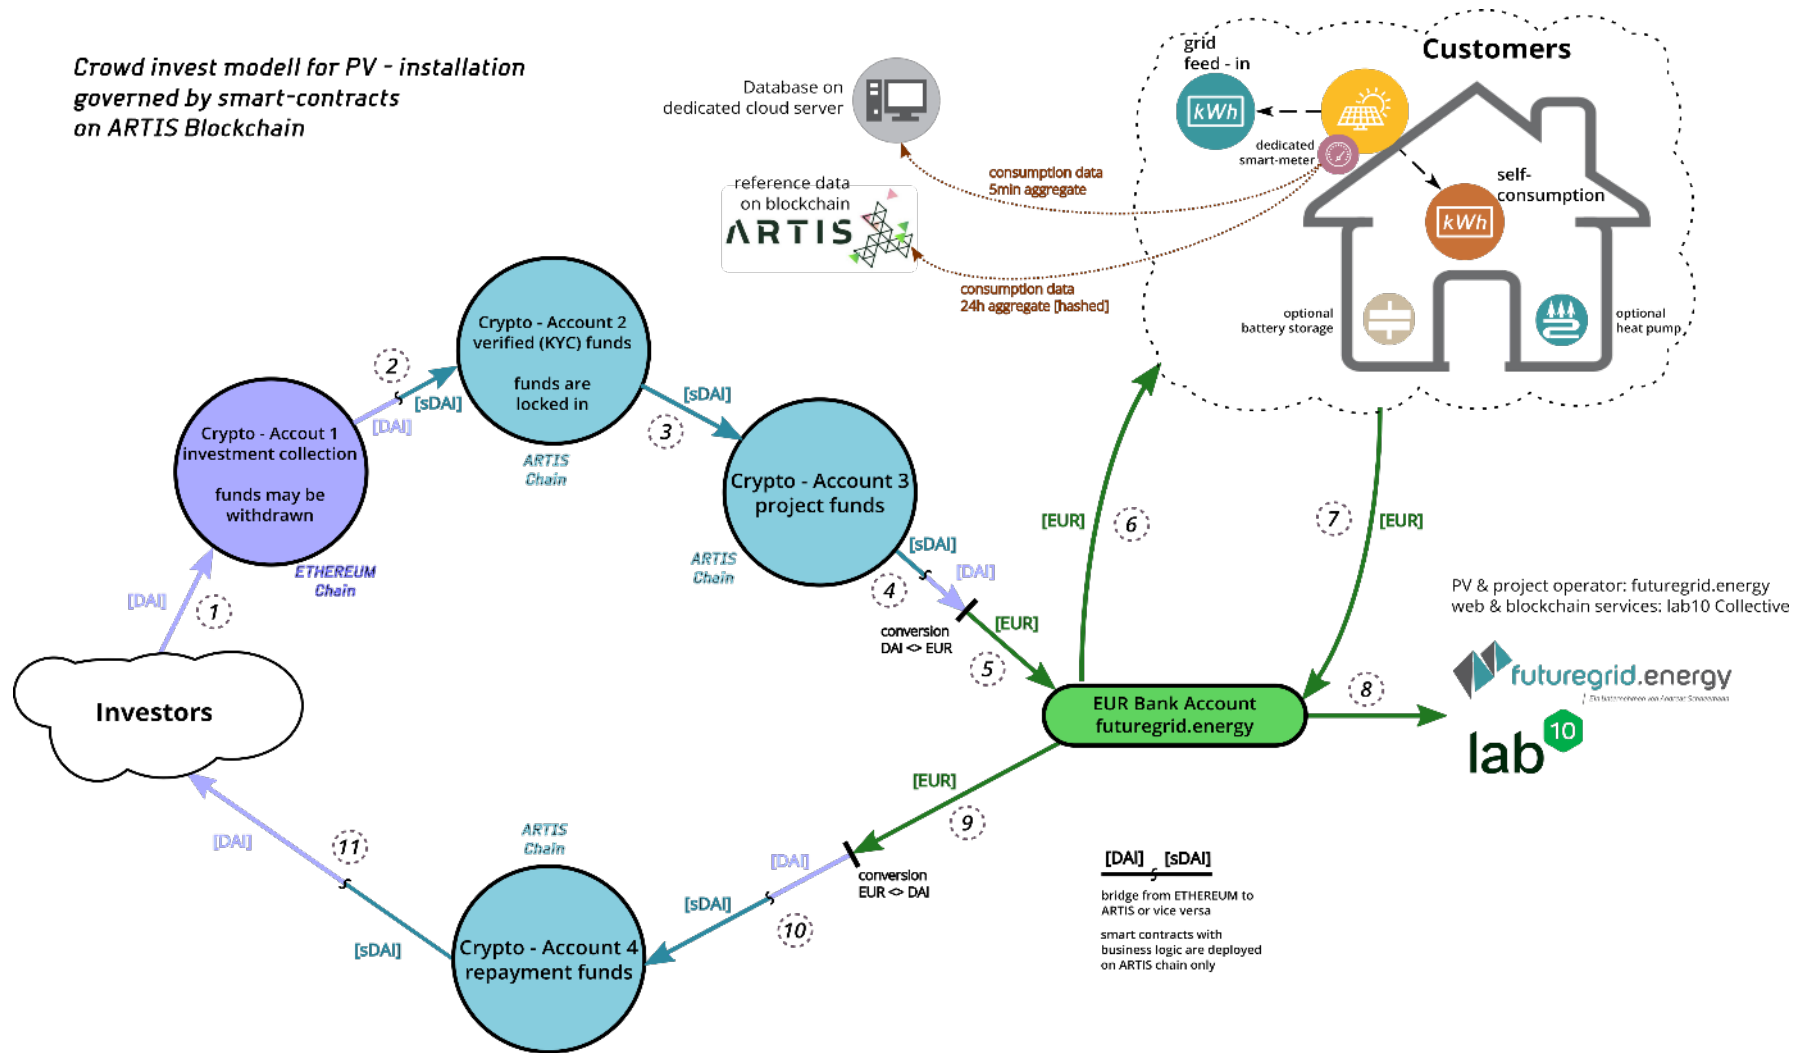 Crowd invest modell for PV - installation
governed by smart-contracts
on ARTIS Blockchain
Database on
dedicated cloud server
reference data
on blockchain
ARTIS
consumption data
5min aggregate
consumption data
24h aggregate [hashed]
Customers
grid
feed - in
kWh
dedicated
smart-meter
self-
consumption
kWh
optional
battery storage
optional
heat pump
Crypto - Accout 1
investment collection
funds may be
withdrawn
ETHEREUM
Chain
[DAI]
1
2
[sDAI]
[DAI]
Crypto - Account 2
verified (KYC) funds
funds are
locked in
ARTIS
Chain
[sDAI]
3
Crypto - Account 3
project funds
ARTIS
Chain
[sDAI]
[DAI]
4
conversion
DAI <> EUR
[EUR]
5
[EUR]
6
7
[EUR]
EUR Bank Account
futuregrid.energy
8
PV & project operator: futuregrid.energy
web & blockchain services: lab10 Collective
futuregrid.energy
Ein Unternehmen von Andreas
lab 10
Investors
[EUR]
9
conversion
EUR <> DAI
[DAI]
[sDAI]
10
ARTIS
Chain
Crypto - Account 4
repayment funds
[DAI]
11
[sDAI]
[DAI] [sDAI]
bridge from ETHEREUM to
ARTIS or vice versa
smart contracts with
business logic are deployed
on ARTIS chain only